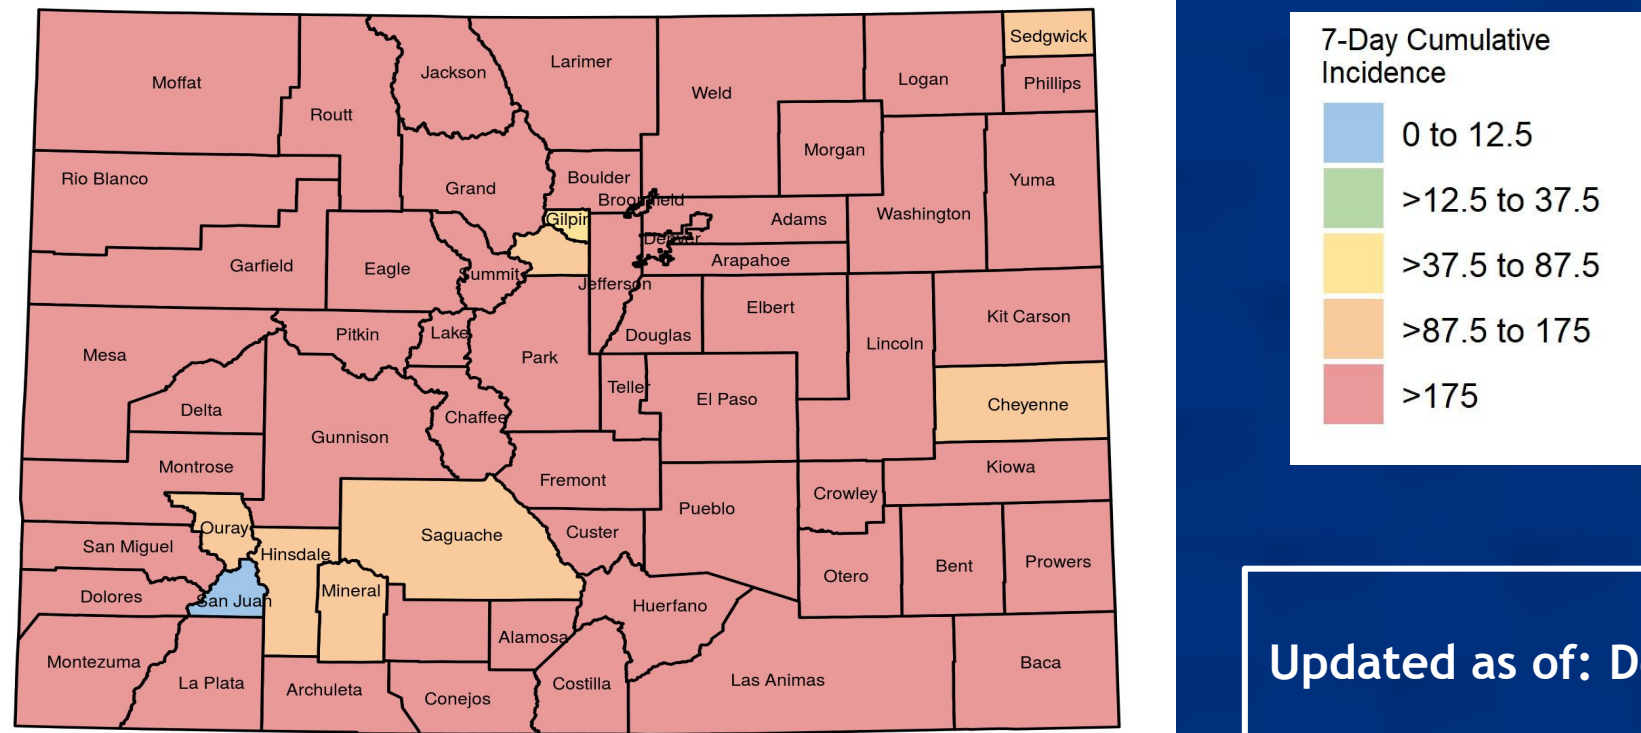 Sedgwick
Larimer
Jackson
Logan
Moffat
Phillips
Weld
Routt
Morgan
Rio Blanco
Boulder
Yuma
Grand
Broomfield
Washington
Gilpin
Adams
Denver
Arapahoe
Garfield
Eagle
Summit
Jefferson
Elbert
Kit Carson
Pitkin
Lake
Douglas
Lincoln
Mesa
Park
Teller
El Paso
Cheyenne
Delta
Chaffee
Gunnison
Montrose
Kiowa
Fremont
Crowley
Pueblo
Ouray
Saguache
Custer
San Miguel
Hinsdale
Prowers
Bent
Otero
Mineral
Dolores
San Juan
Huerfano
Alamosa
Montezuma
Baca
Las Animas
La Plata
Costilla
Archuleta
Conejos
7-Day Cumulative
Incidence
0 to 12.5
>12.5 to 37.5
>37.5 to 87.5
>87.5 to 175
>175
Updated as of: D